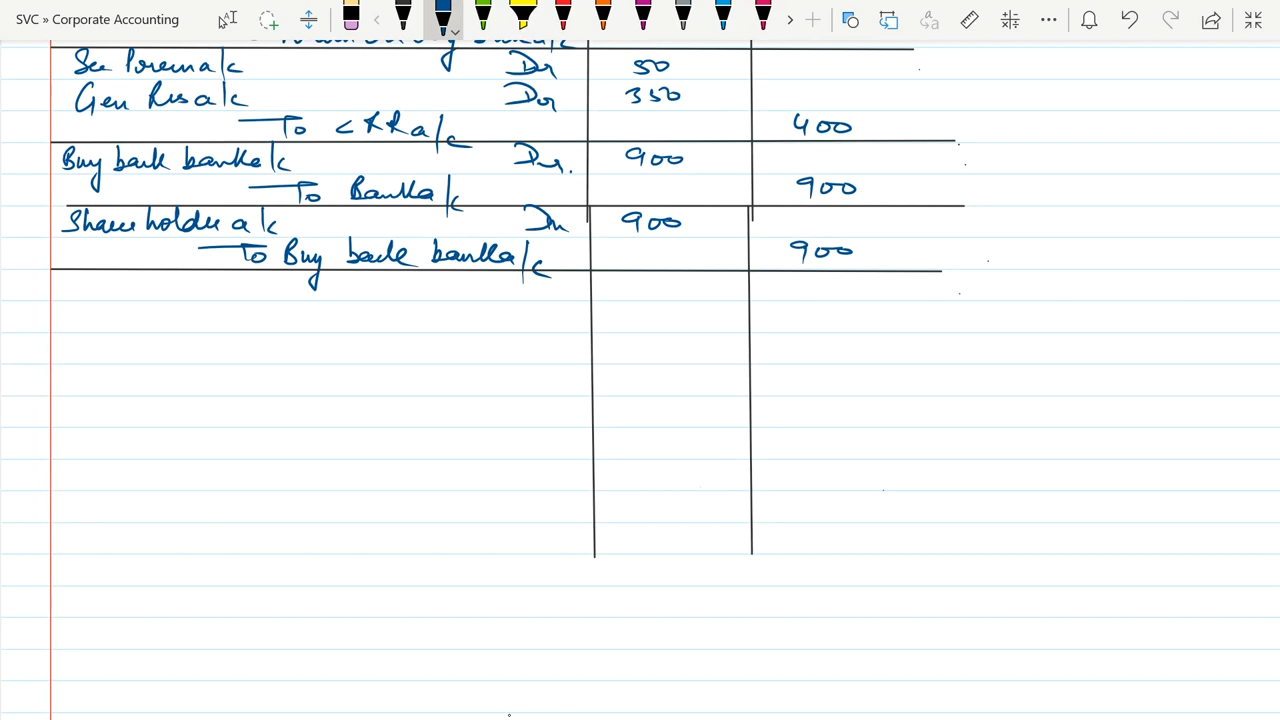 SVC » Corporate Accounting
Sec Prem a/c Dr 50
Gen Res a/c Dr 350
To CRR a/c 400
Buy back bank a/c Dr. 900
To Bank a/c 900
Shareholder a/c Dr 900
To Buy back bank a/c 900